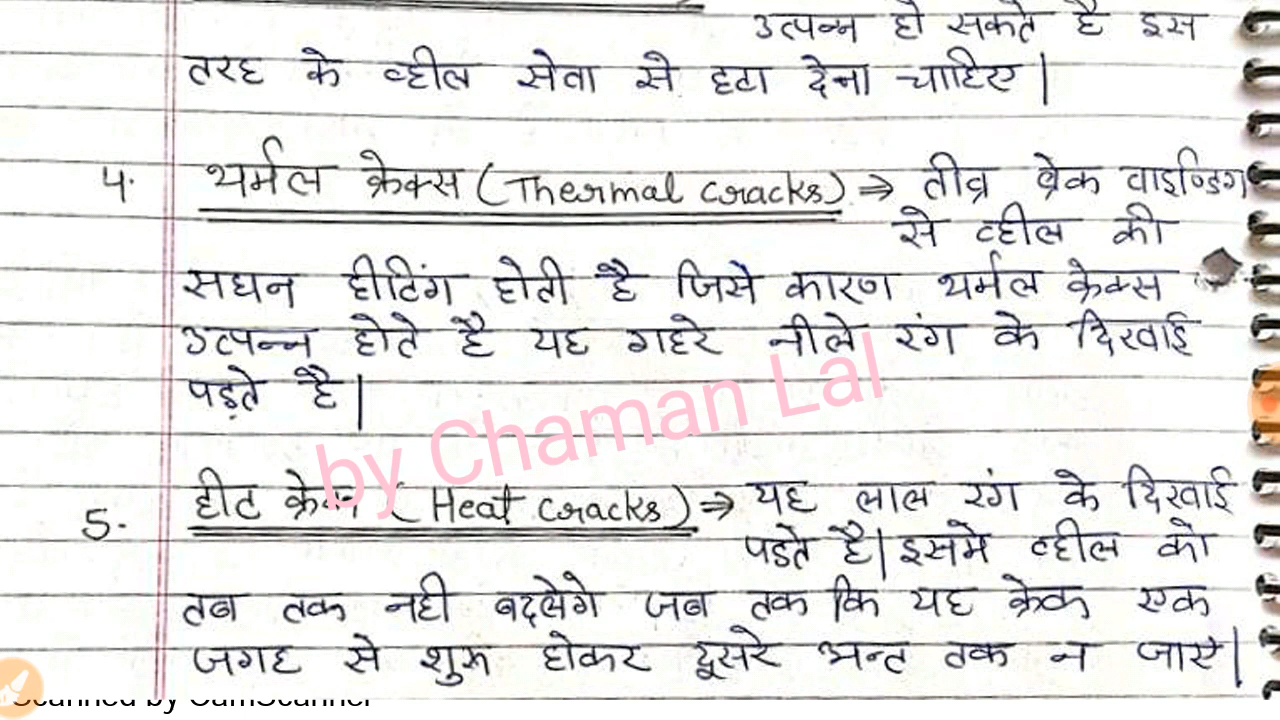 उत्पन्न हो सकते है इस
तरह के व्हील सेवा से हटा देना चाहिए |
4. थर्मल क्रेक्स (Thermal cracks) ⇒ तीव्र ब्रेक वाइण्डिग
से व्हील की
सघन हीटिंग होती है जिसे कारण थर्मल क्रेक्स
उत्पन्न होते है यह गहरे नीले रंग के दिखाई
पड़ते है |
by Chaman Lal
5. हीट क्रेक्स (Heat cracks) ⇒ यह लाल रंग के दिखाई
पडते है | इसमे व्हील को
तब तक नही बदलेगे जब तक कि यह क्रेक एक
जगह से शुरू होकर दूसरे अन्त तक न जाए |
Scanned by CamScanner